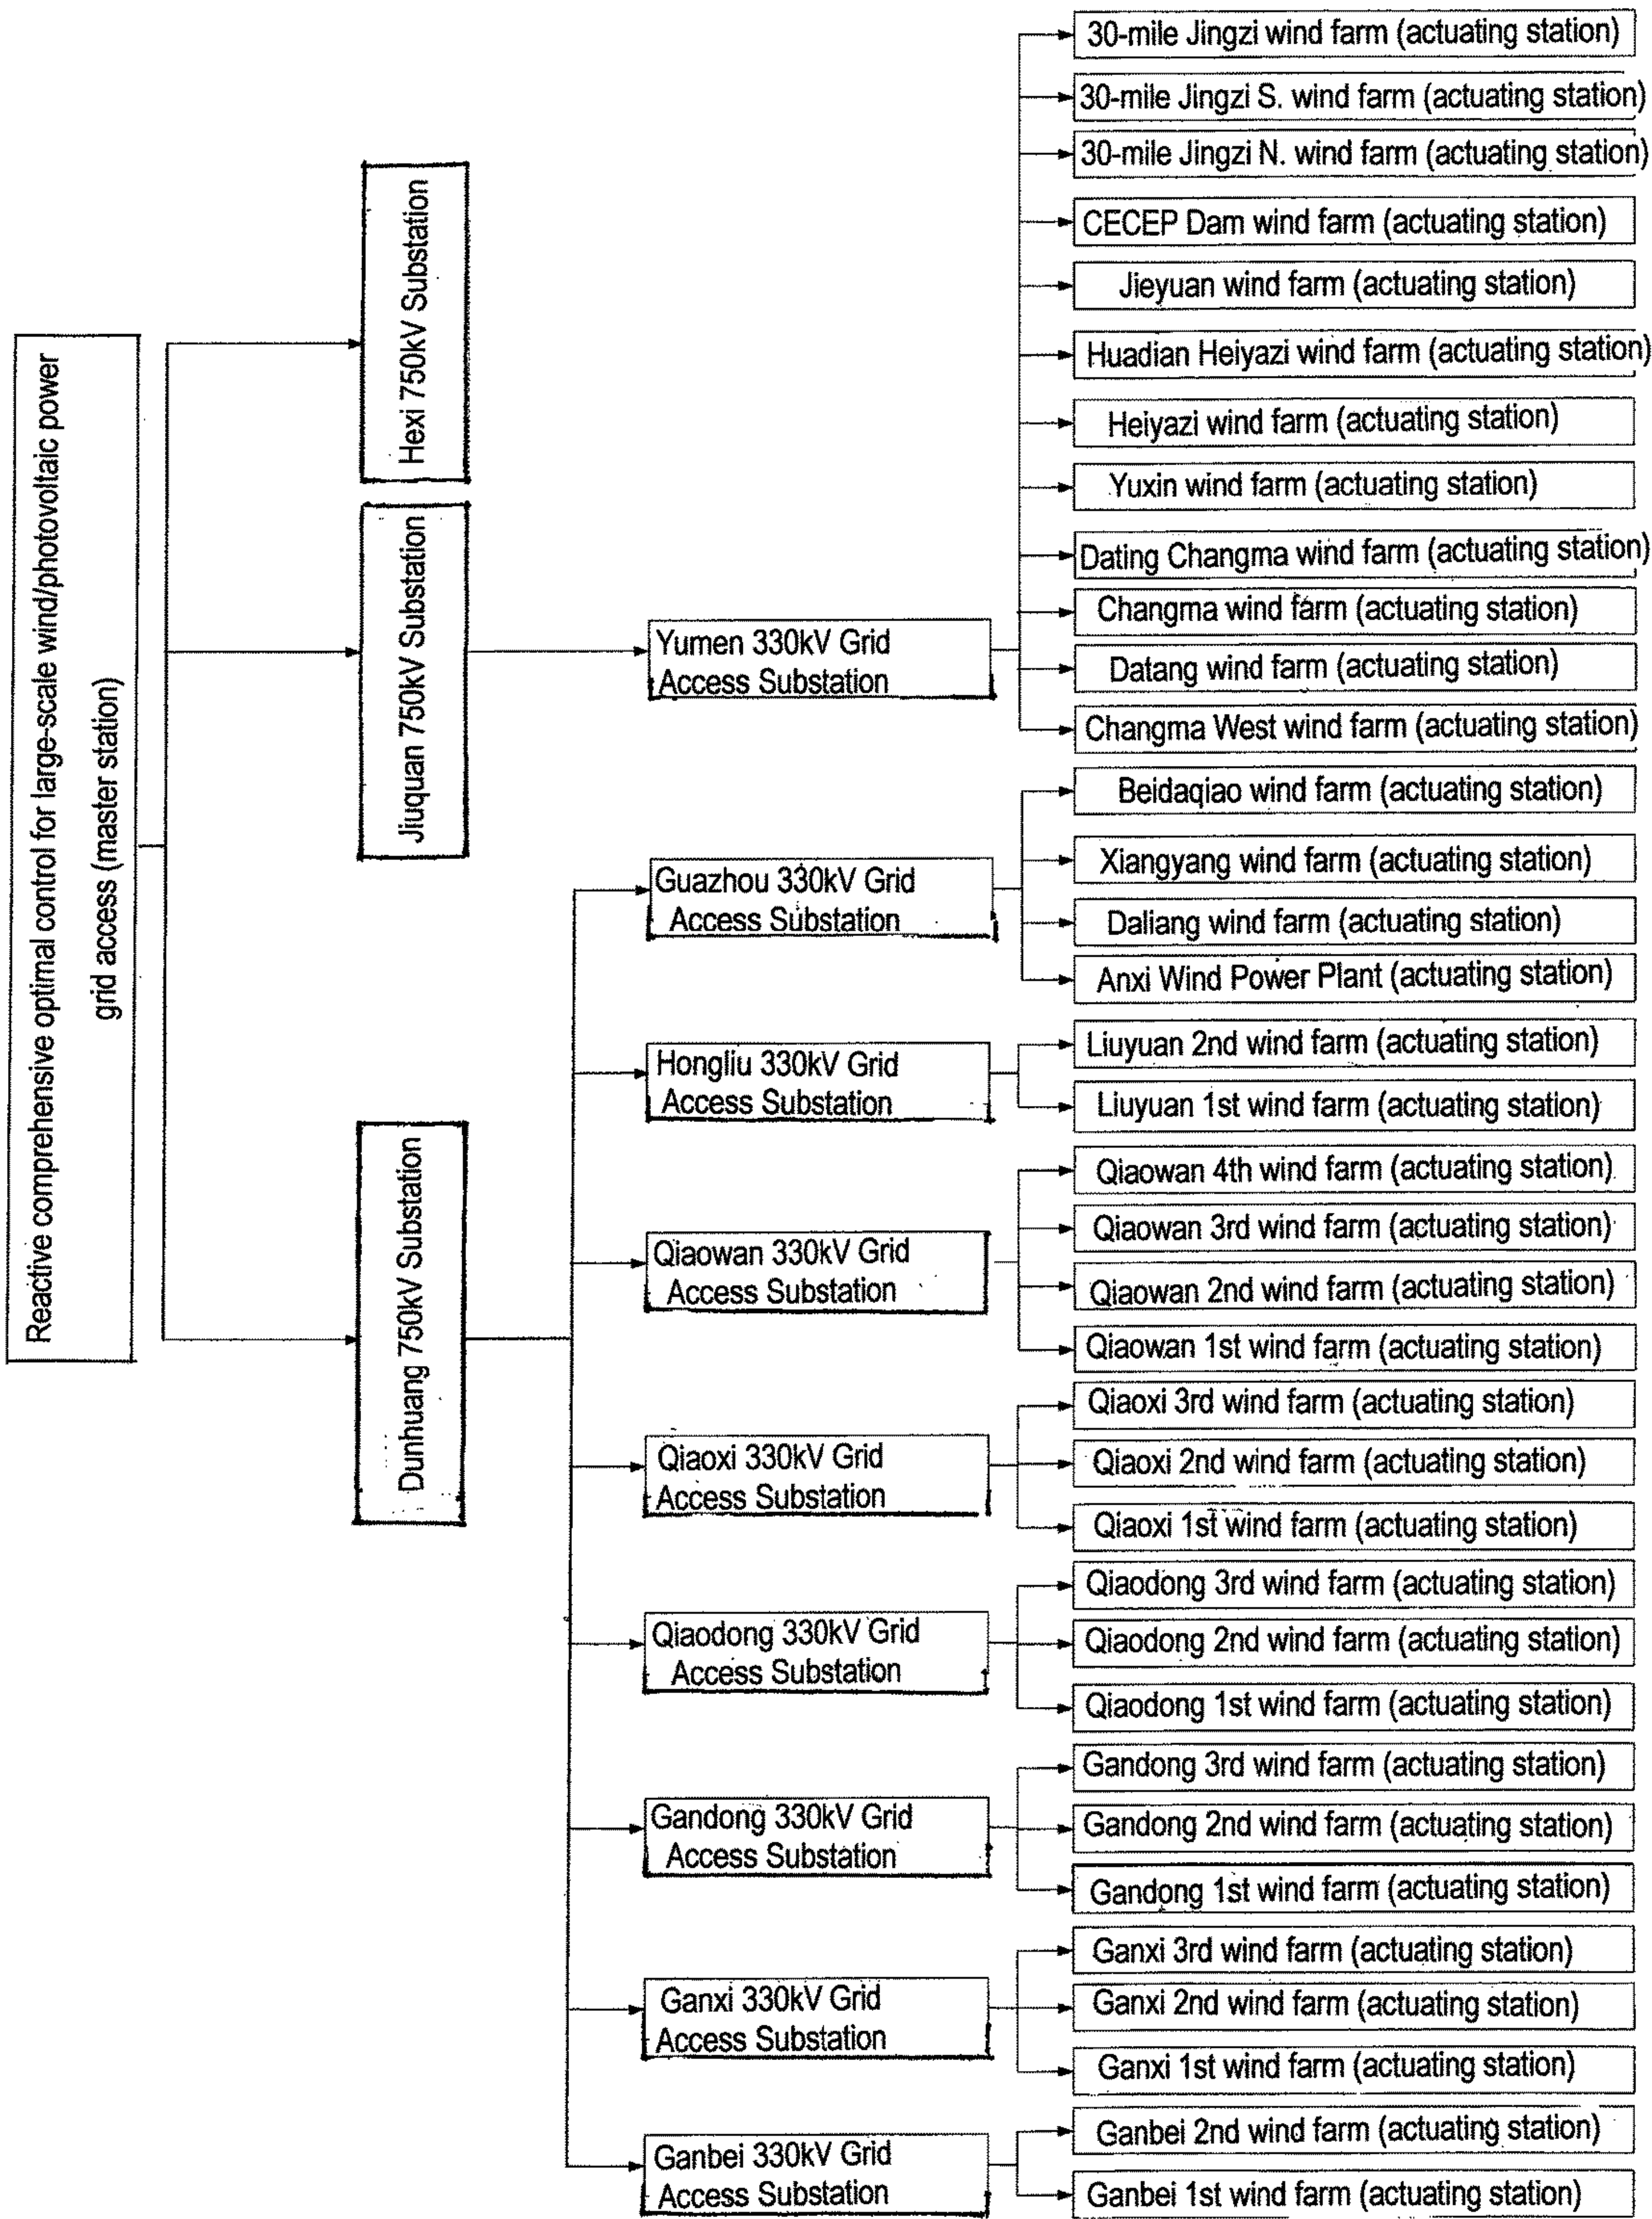 Reactive comprehensive optimal control for large-scale wind/photovoltaic power
grid access (master station)
Hexi 750kV Substation
Jiuquan 750kV Substation
Dunhuang 750kV Substation
Yumen 330kV Grid
Access Substation
Guazhou 330kV Grid
Access Substation
Hongliu 330kV Grid
Access Substation
Qiaowan 330kV Grid
Access Substation
Qiaoxi 330kV Grid
Access Substation
Qiaodong 330kV Grid
Access Substation
Gandong 330kV Grid
Access Substation
Ganxi 330kV Grid
Access Substation
Ganbei 330kV Grid
Access Substation
30-mile Jingzi wind farm (actuating station)
30-mile Jingzi S. wind farm (actuating station)
30-mile Jingzi N. wind farm (actuating station)
CECEP Dam wind farm (actuating station)
Jieyuan wind farm (actuating station)
Huadian Heiyazi wind farm (actuating station)
Heiyazi wind farm (actuating station)
Yuxin wind farm (actuating station)
Dating Changma wind farm (actuating station)
Changma wind farm (actuating station)
Datang wind farm (actuating station)
Changma West wind farm (actuating station)
Beidaqiao wind farm (actuating station)
Xiangyang wind farm (actuating station)
Daliang wind farm (actuating station)
Anxi Wind Power Plant (actuating station)
Liuyuan 2nd wind farm (actuating station)
Liuyuan 1st wind farm (actuating station)
Qiaowan 4th wind farm (actuating station)
Qiaowan 3rd wind farm (actuating station)
Qiaowan 2nd wind farm (actuating station)
Qiaowan 1st wind farm (actuating station)
Qiaoxi 3rd wind farm (actuating station)
Qiaoxi 2nd wind farm (actuating station)
Qiaoxi 1st wind farm (actuating station)
Qiaodong 3rd wind farm (actuating station)
Qiaodong 2nd wind farm (actuating station)
Qiaodong 1st wind farm (actuating station)
Gandong 3rd wind farm (actuating station)
Gandong 2nd wind farm (actuating station)
Gandong 1st wind farm (actuating station)
Ganxi 3rd wind farm (actuating station)
Ganxi 2nd wind farm (actuating station)
Ganxi 1st wind farm (actuating station)
Ganbei 2nd wind farm (actuating station)
Ganbei 1st wind farm (actuating station)